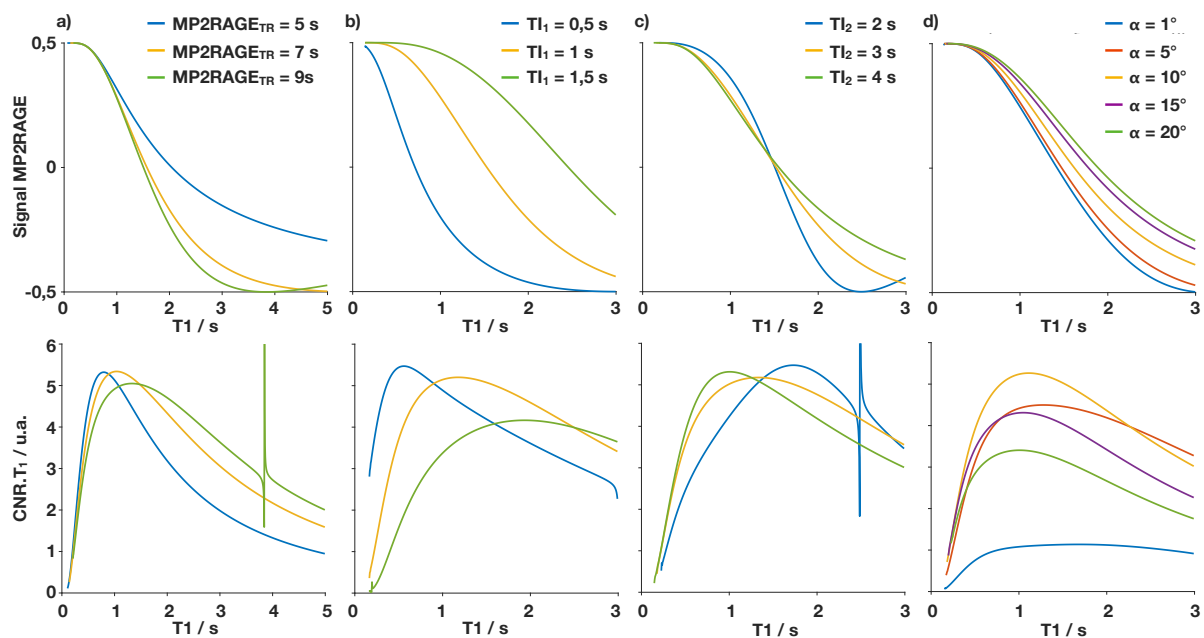 a)
MP2RAGETR = 5 s
MP2RAGETR = 7 s
MP2RAGETR = 9s
b)
TI1 = 0,5 s
TI1 = 1 s
TI1 = 1,5 s
c)
TI2 = 2 s
TI2 = 3 s
TI2 = 4 s
d)
α = 1°
α = 5°
α = 10°
α = 15°
α = 20°
Signal MP2RAGE
0,5
0
-0,5
0 1 2 3 4 5
T1 / s
0 1 2 3
T1 / s
0 1 2 3
T1 / s
0 1 2 3
T1 / s
CNR.T1 / u.a.
6
5
4
3
2
1
0
0 1 2 3 4 5
T1 / s
0 1 2 3
T1 / s
0 1 2 3
T1 / s
0 1 2 3
T1 / s